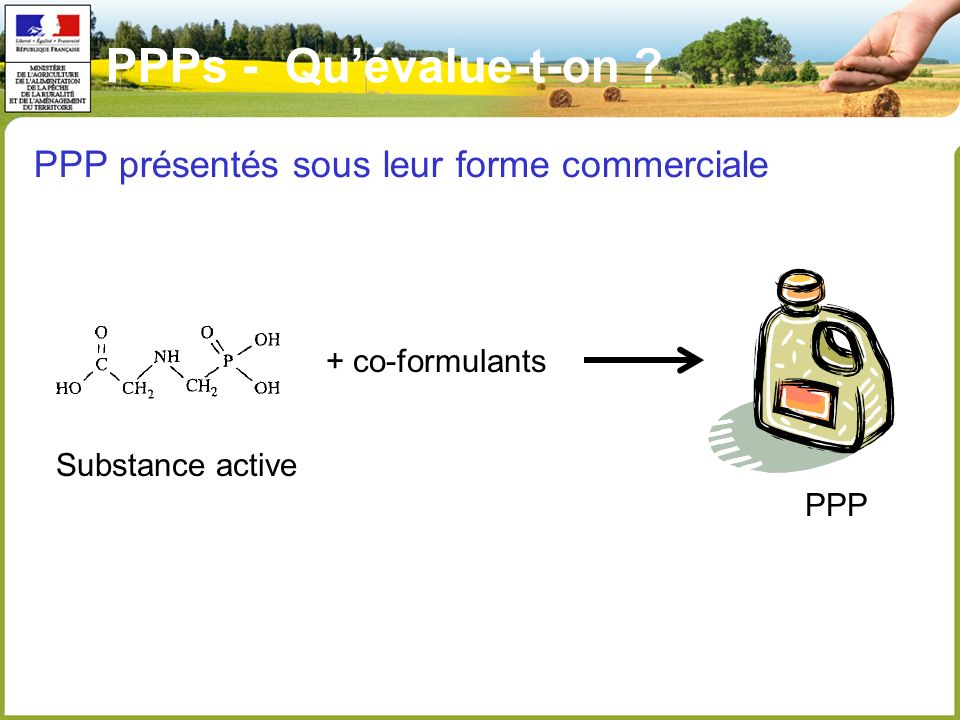 PPPs - Qu’évalue-t-on ?
Liberté • Égalité • Fraternité
RÉPUBLIQUE FRANÇAISE
MINISTÈRE
DE L'AGRICULTURE
DE L'ALIMENTATION
DE LA PÊCHE
DE LA RURALITÉ
ET DE L'AMÉNAGEMENT
DU TERRITOIRE
PPP présentés sous leur forme commerciale
O O OH
NH P
C
HO CH2 CH2 OH
+ co-formulants
Substance active
PPP